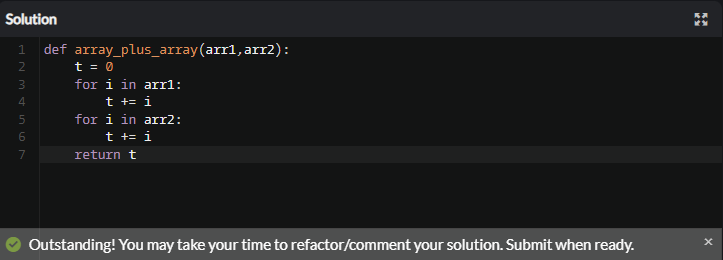 Solution
1 def array_plus_array(arr1,arr2):
2     t = 0
3     for i in arr1:
4         t += i
5     for i in arr2:
6         t += i
7     return t
Outstanding! You may take your time to refactor/comment your solution. Submit when ready. ×